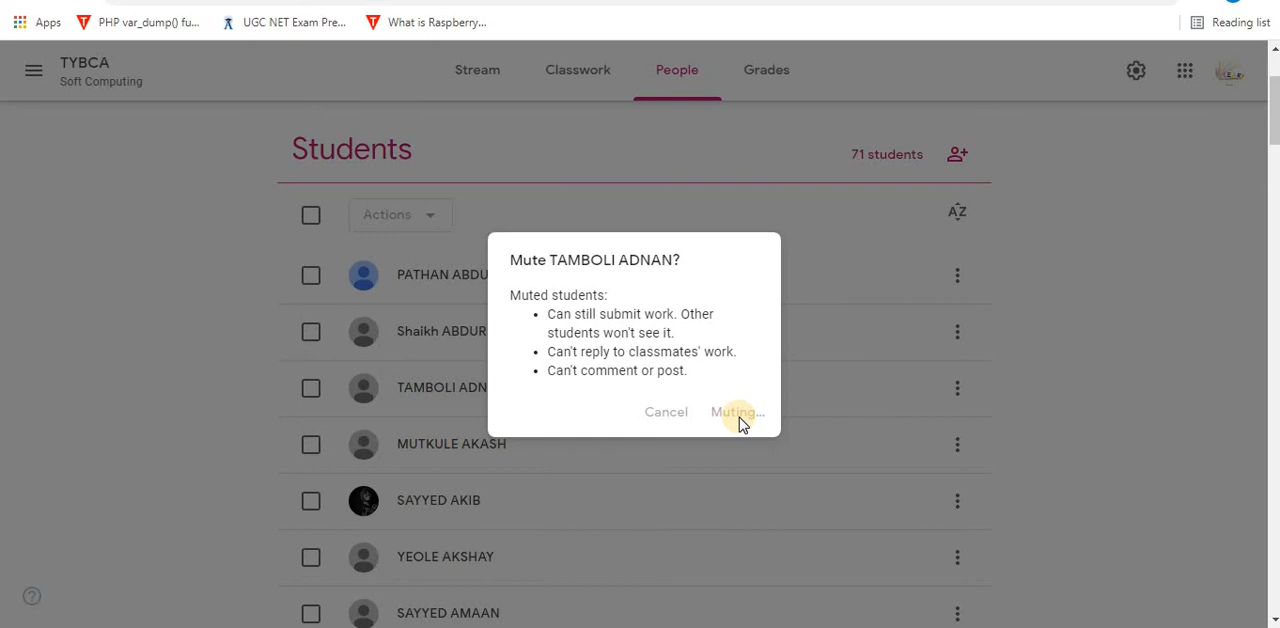 Apps PHP var_dump() fu... UGC NET Exam Pre... What is Raspberry... Reading list
TYBCA
Soft Computing
Stream Classwork People Grades
Students
71 students
Actions
AZ
PATHAN ABDU
Shaikh ABDUR
TAMBOLI ADN
MUTKULE AKASH
SAYYED AKIB
YEOLE AKSHAY
SAYYED AMAAN
Mute TAMBOLI ADNAN?
Muted students:
• Can still submit work. Other
students won't see it.
• Can't reply to classmates' work.
• Can't comment or post.
Cancel Muting...